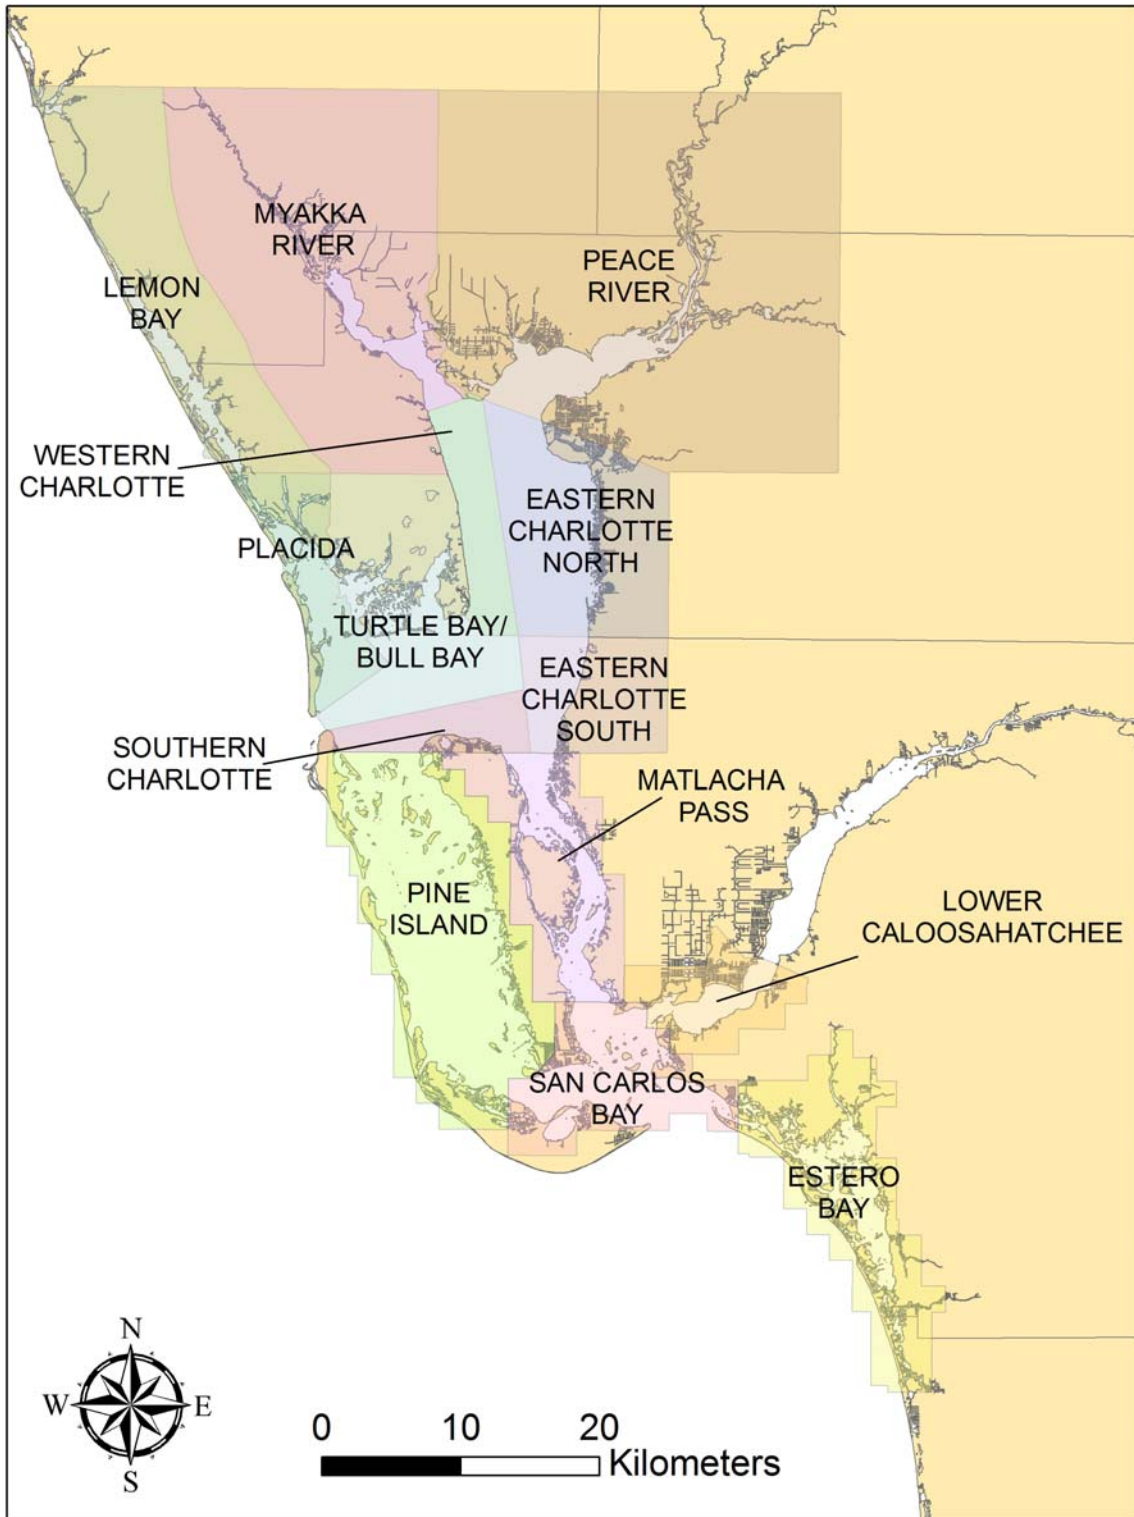 MYAKKA
RIVER
PEACE
RIVER
LEMON
BAY
WESTERN
CHARLOTTE
EASTERN
CHARLOTTE
NORTH
PLACIDA
TURTLE BAY/
BULL BAY
EASTERN
CHARLOTTE
SOUTH
SOUTHERN
CHARLOTTE
MATLACHA
PASS
PINE
ISLAND
LOWER
CALOOSAHATCHEE
SAN CARLOS
BAY
ESTERO
BAY
N
W E
S
0 10 20
Kilometers